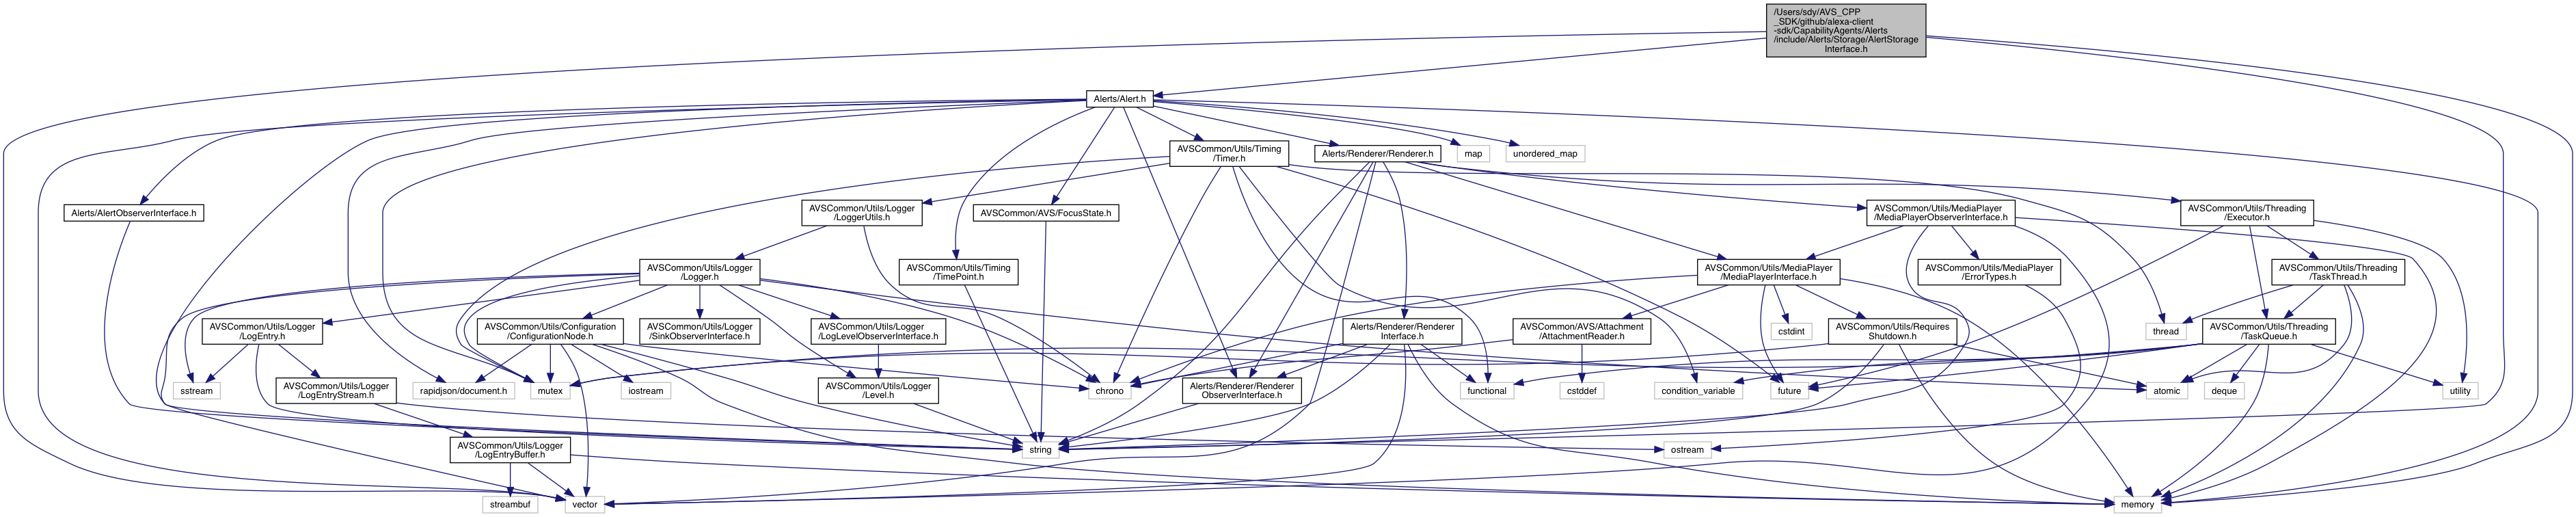 /Users/sdy/AVS_CPP
_SDK/github/alexa-client
-sdk/CapabilityAgents/Alerts
/include/Alerts/Storage/AlertStorage
Interface.h
Alerts/Alert.h
AVSCommon/Utils/Timing
/Timer.h
Alerts/Renderer/Renderer.h
map
unordered_map
Alerts/AlertObserverInterface.h
AVSCommon/Utils/Logger
/LoggerUtils.h
AVSCommon/AVS/FocusState.h
AVSCommon/Utils/MediaPlayer
/MediaPlayerObserverInterface.h
AVSCommon/Utils/Threading
/Executor.h
AVSCommon/Utils/Logger
/Logger.h
AVSCommon/Utils/Timing
/TimePoint.h
AVSCommon/Utils/MediaPlayer
/MediaPlayerInterface.h
AVSCommon/Utils/MediaPlayer
/ErrorTypes.h
AVSCommon/Utils/Threading
/TaskThread.h
AVSCommon/Utils/Logger
/LogEntry.h
AVSCommon/Utils/Configuration
/ConfigurationNode.h
AVSCommon/Utils/Logger
/SinkObserverInterface.h
AVSCommon/Utils/Logger
/LogLevelObserverInterface.h
Alerts/Renderer/Renderer
Interface.h
AVSCommon/AVS/Attachment
/AttachmentReader.h
cstdint
AVSCommon/Utils/Requires
Shutdown.h
thread
AVSCommon/Utils/Threading
/TaskQueue.h
sstream
AVSCommon/Utils/Logger
/LogEntryStream.h
rapidjson/document.h
mutex
iostream
AVSCommon/Utils/Logger
/Level.h
chrono
Alerts/Renderer/Renderer
ObserverInterface.h
functional
cstddef
condition_variable
future
atomic
deque
utility
AVSCommon/Utils/Logger
/LogEntryBuffer.h
string
ostream
streambuf
vector
memory